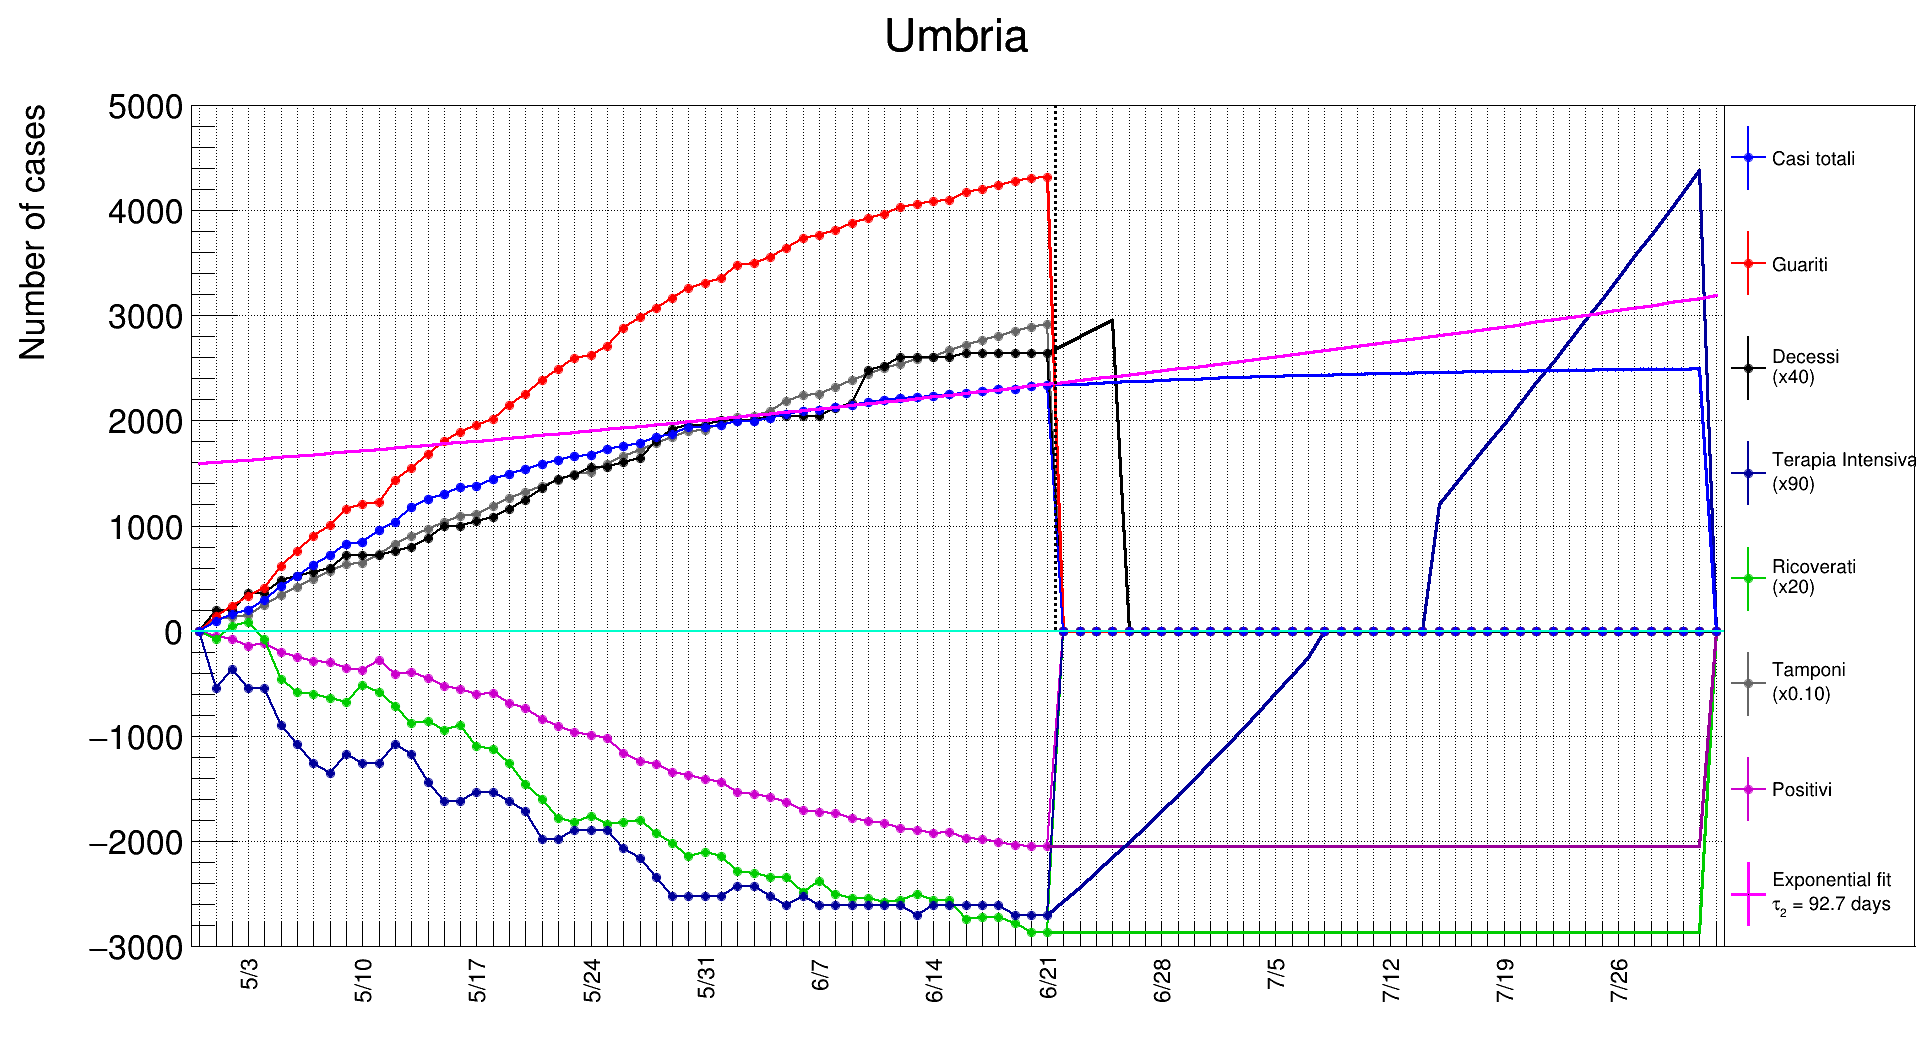 Umbria
Number of cases
5000
4000
3000
2000
1000
0
−1000
−2000
−3000
5/3
5/10
5/17
5/24
5/31
6/7
6/14
6/21
6/28
7/5
7/12
7/19
7/26
Casi totali
Guariti
Decessi
(x40)
Terapia Intensiva
(x90)
Ricoverati
(x20)
Tamponi
(x0.10)
Positivi
Exponential fit
τ2 = 92.7 days